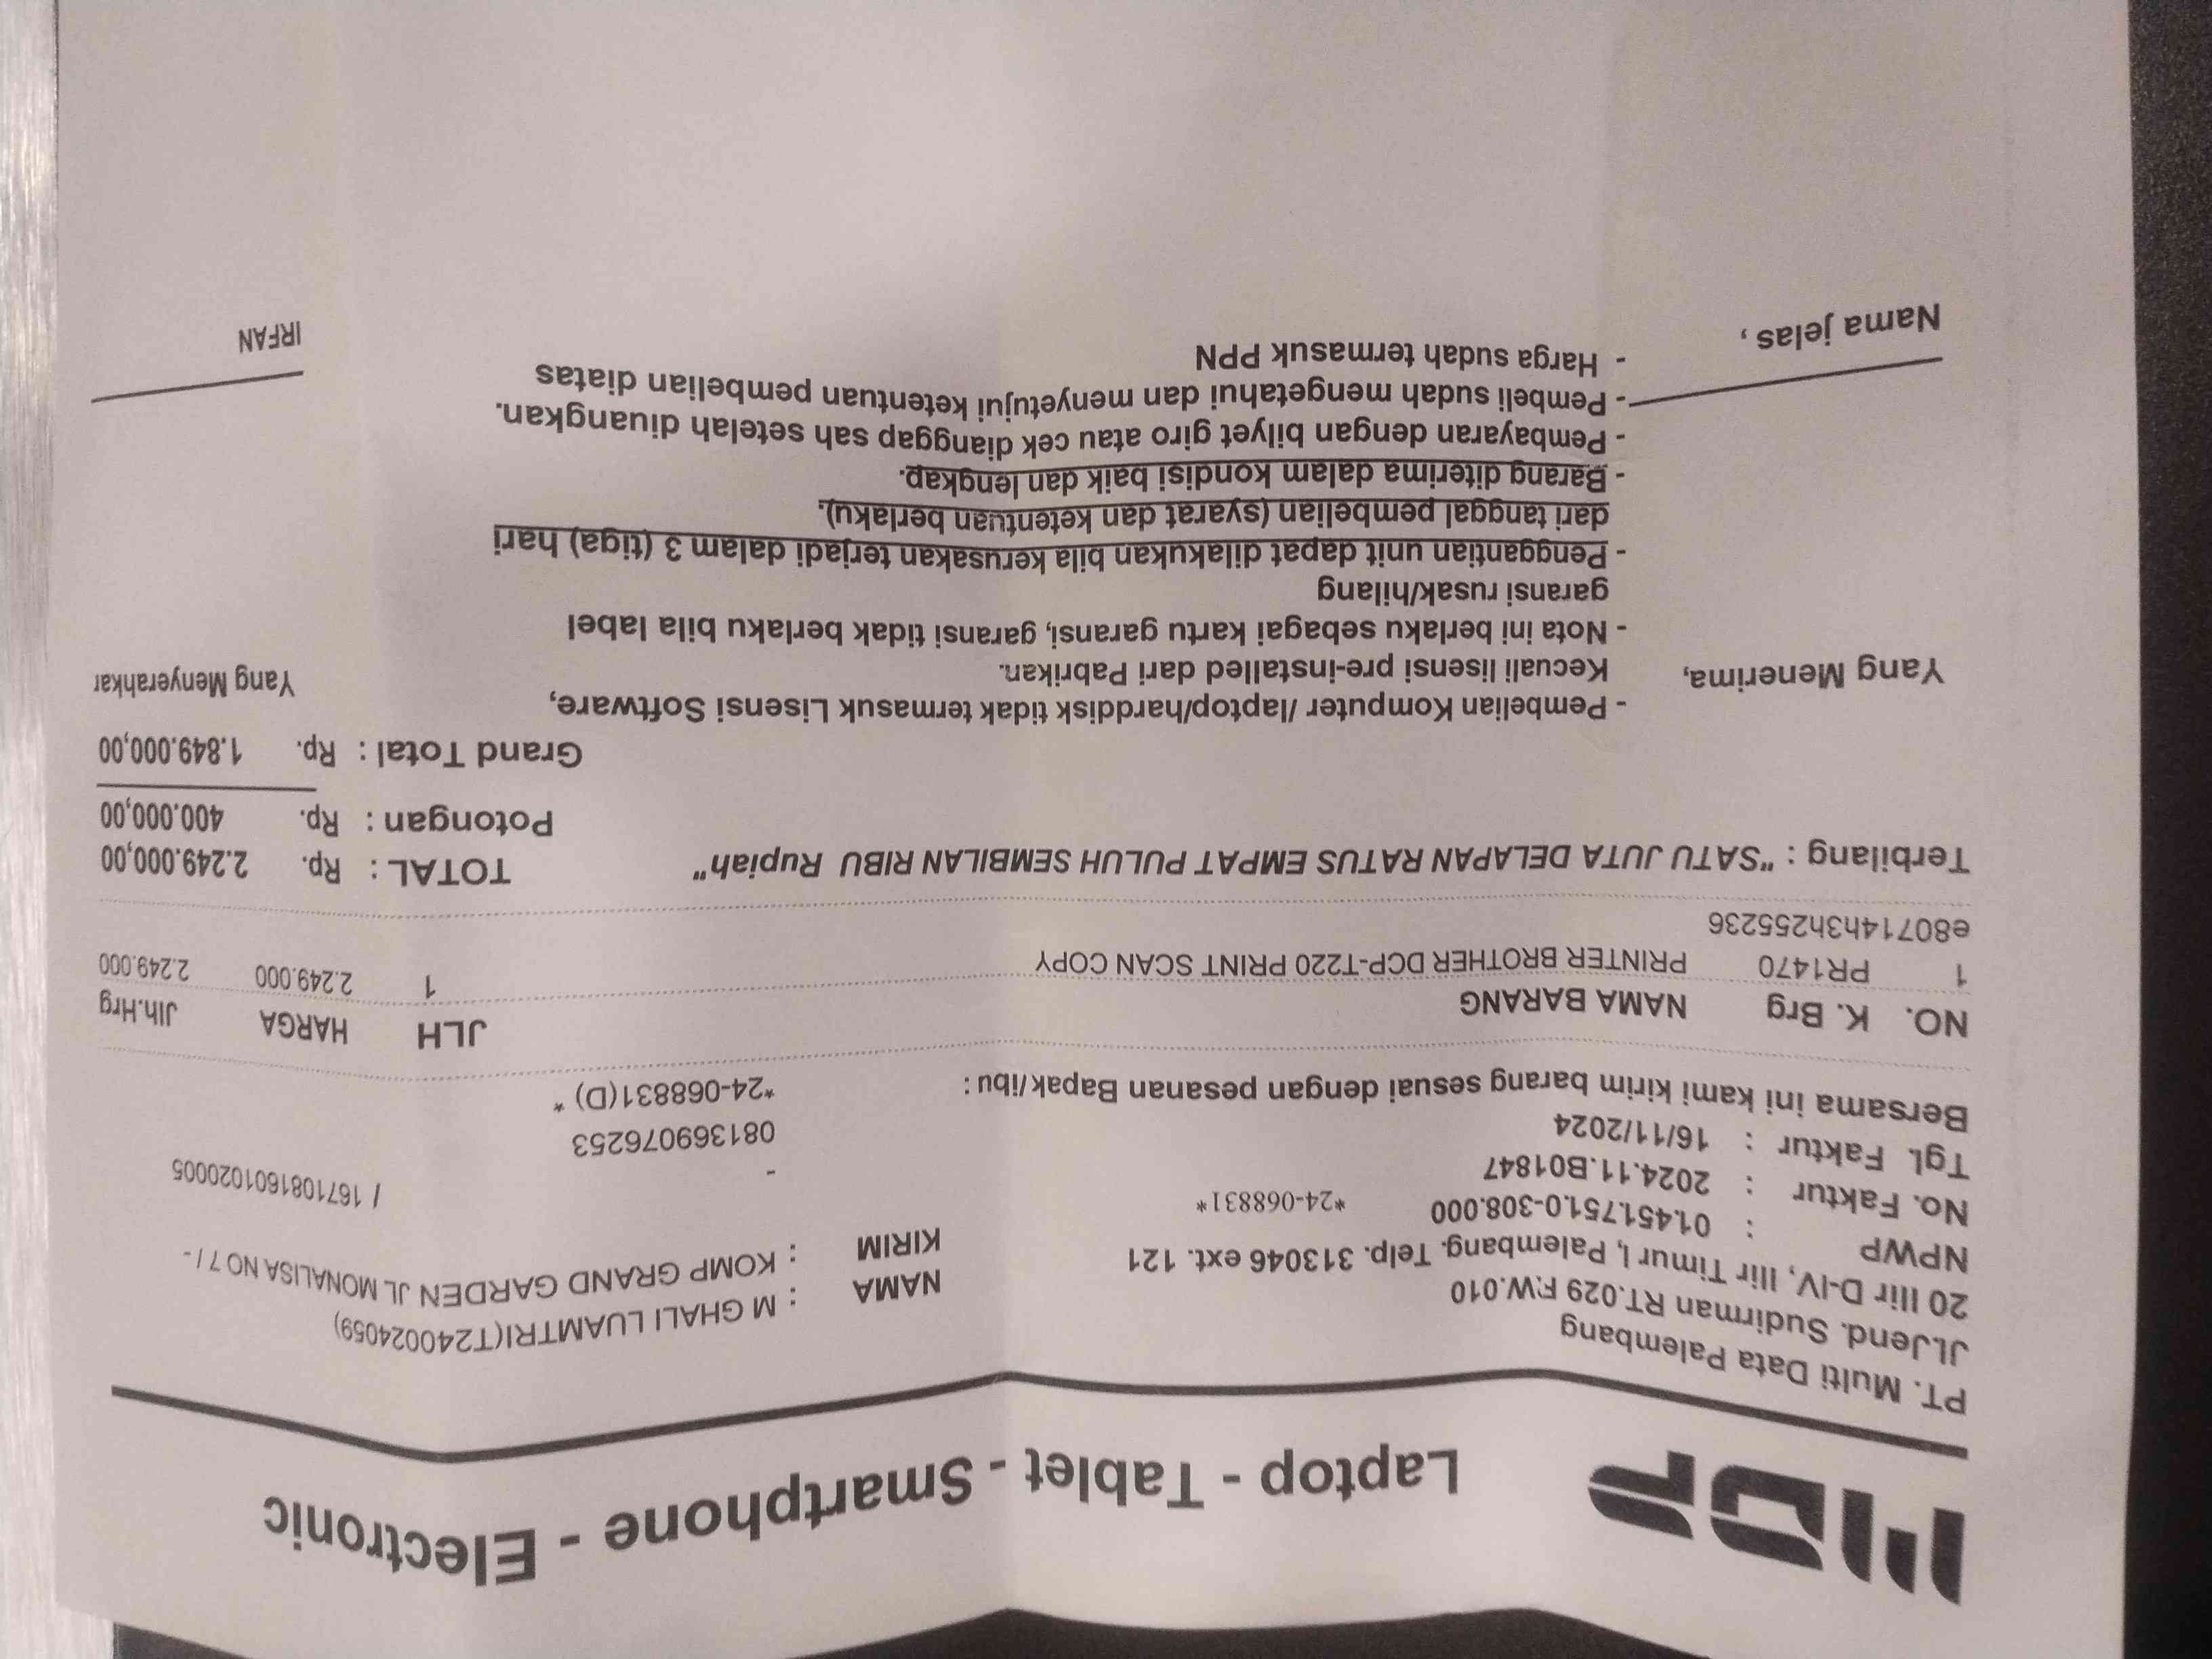 MDP Laptop - Tablet - Smartphone - Electronic
PT. Multi Data Palembang
Jl.Jend. Sudirman RT.029 F.W.010
20 Ilir D-IV, Ilir Timur I, Palembang. Telp. 313046 ext. 121
NPWP : 01.451.751.0-308.000
No. Faktur : 2024.11.B01847 *24-068831*
Tgl. Faktur : 16/11/2024
NAMA : M GHALI LUAMTRI(T240024059)
KIRIM : KOMP GRAND GARDEN JL MONALISA NO 7 / -
/ 1671081601020005
-
081369076253
*24-068831(D) *
Bersama ini kami kirim barang sesuai dengan pesanan Bapak/ibu :
NO. K. Brg NAMA BARANG JLH HARGA Jlh.Hrg
1 PR1470 PRINTER BROTHER DCP-T220 PRINT SCAN COPY 1 2.249.000 2.249.000
e80714h3h255236
Terbilang : "SATU JUTA DELAPAN RATUS EMPAT PULUH SEMBILAN RIBU Rupiah"
TOTAL : Rp. 2.249.000,00
Potongan : Rp. 400.000,00
Grand Total : Rp. 1.849.000,00
Yang Menerima,
- Pembelian Komputer /laptop/harddisk tidak termasuk Lisensi Software,
Kecuali lisensi pre-installed dari Pabrikan.
- Nota ini berlaku sebagai kartu garansi, garansi tidak berlaku bila label
garansi rusak/hilang
- Penggantian unit dapat dilakukan bila kerusakan terjadi dalam 3 (tiga) hari
dari tanggal pembelian (syarat dan ketentuan berlaku).
- Barang diterima dalam kondisi baik dan lengkap.
- Pembayaran dengan bilyet giro atau cek dianggap sah setelah diuangkan.
- Pembeli sudah mengetahui dan menyetujui ketentuan pembelian diatas
- Harga sudah termasuk PPN
Yang Menyerahkar
Nama jelas ,
IRFAN